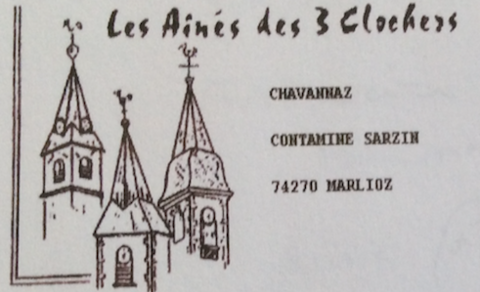 Les Aînés des 3 Clochers
CHAVANNAZ
CONTAMINE SARZIN
74270 MARLIOZ